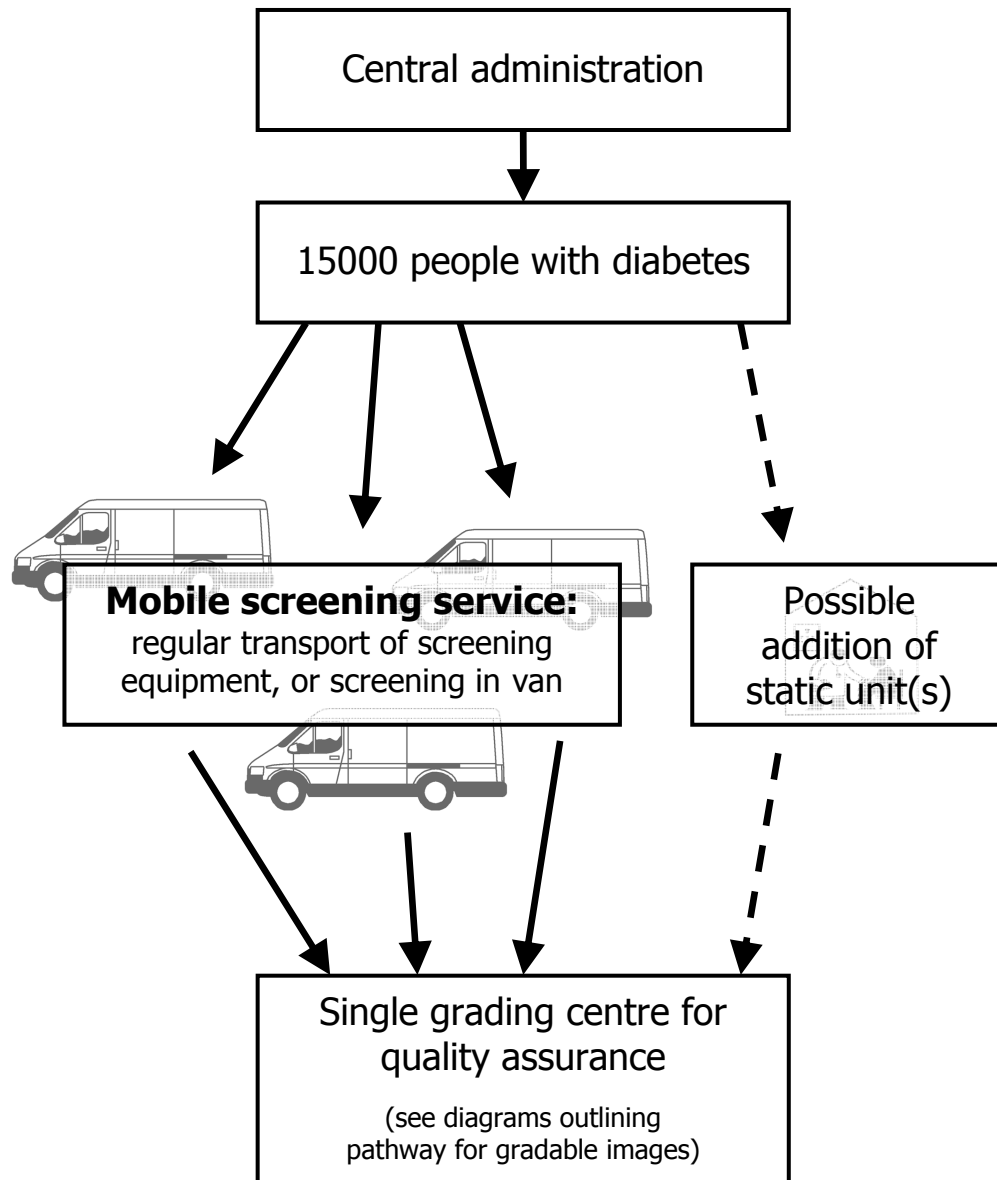 Central administration
15000 people with diabetes
Mobile screening service:
regular transport of screening
equipment, or screening in van
Possible
addition of
static unit(s)
Single grading centre for
quality assurance
(see diagrams outlining
pathway for gradable images)